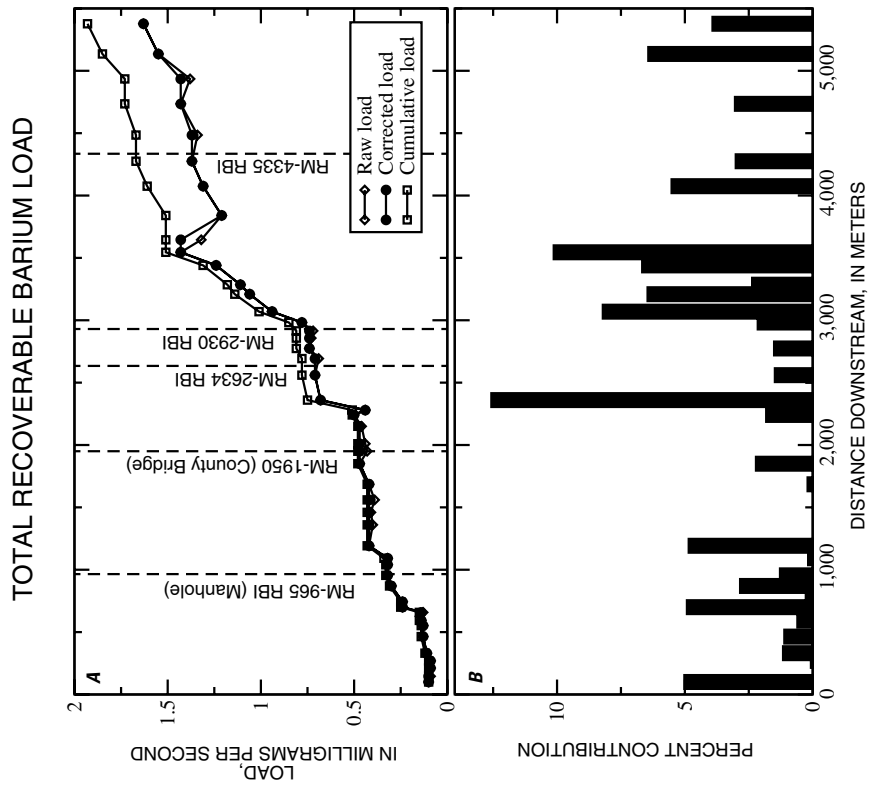 TOTAL RECOVERABLE BARIUM LOAD
A
2
1.5
1
0.5
0
LOAD,
IN MILLIGRAMS PER SECOND
RM-965 RBI (Manhole)
RM-1950 (County Bridge)
RM-2634 RBI
RM-2930 RBI
RM-4335 RBI
Raw load
Corrected load
Cumulative load
B
10
5
0
PERCENT CONTRIBUTION
0
1,000
2,000
3,000
4,000
5,000
DISTANCE DOWNSTREAM, IN METERS